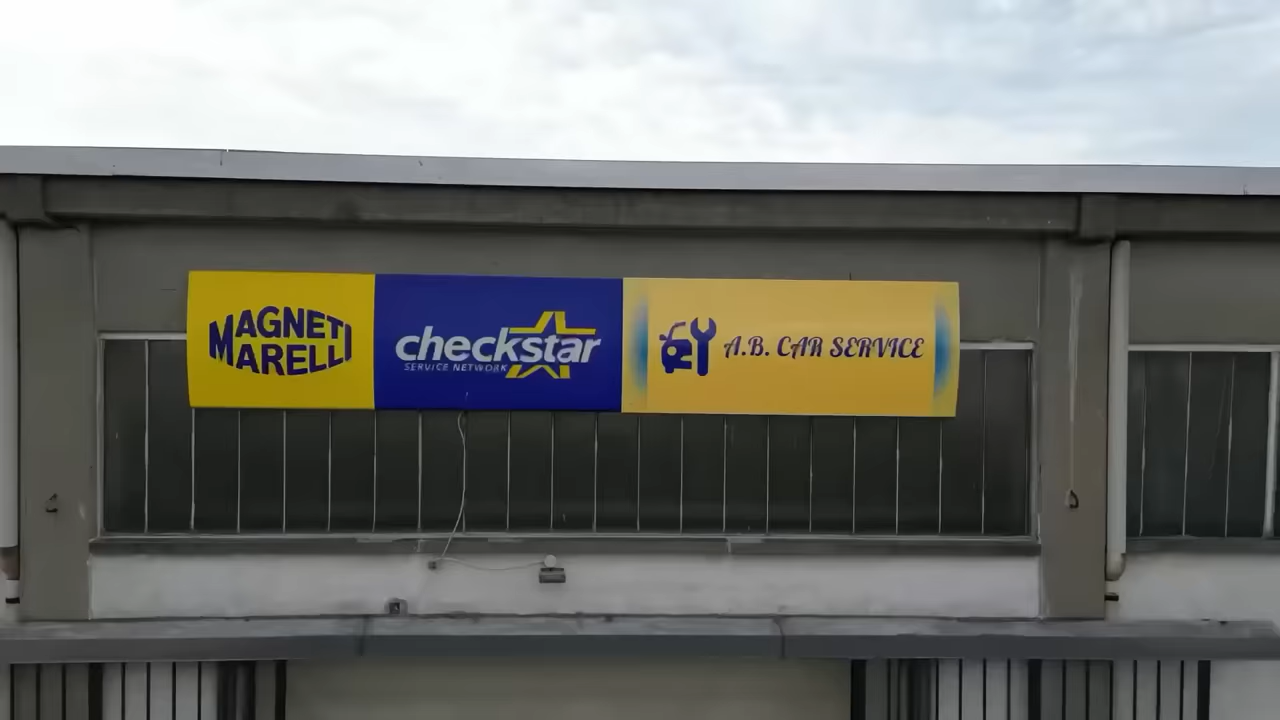 MAGNETI
MARELLI
checkstar
SERVICE NETWORK
A.B. CAR SERVICE